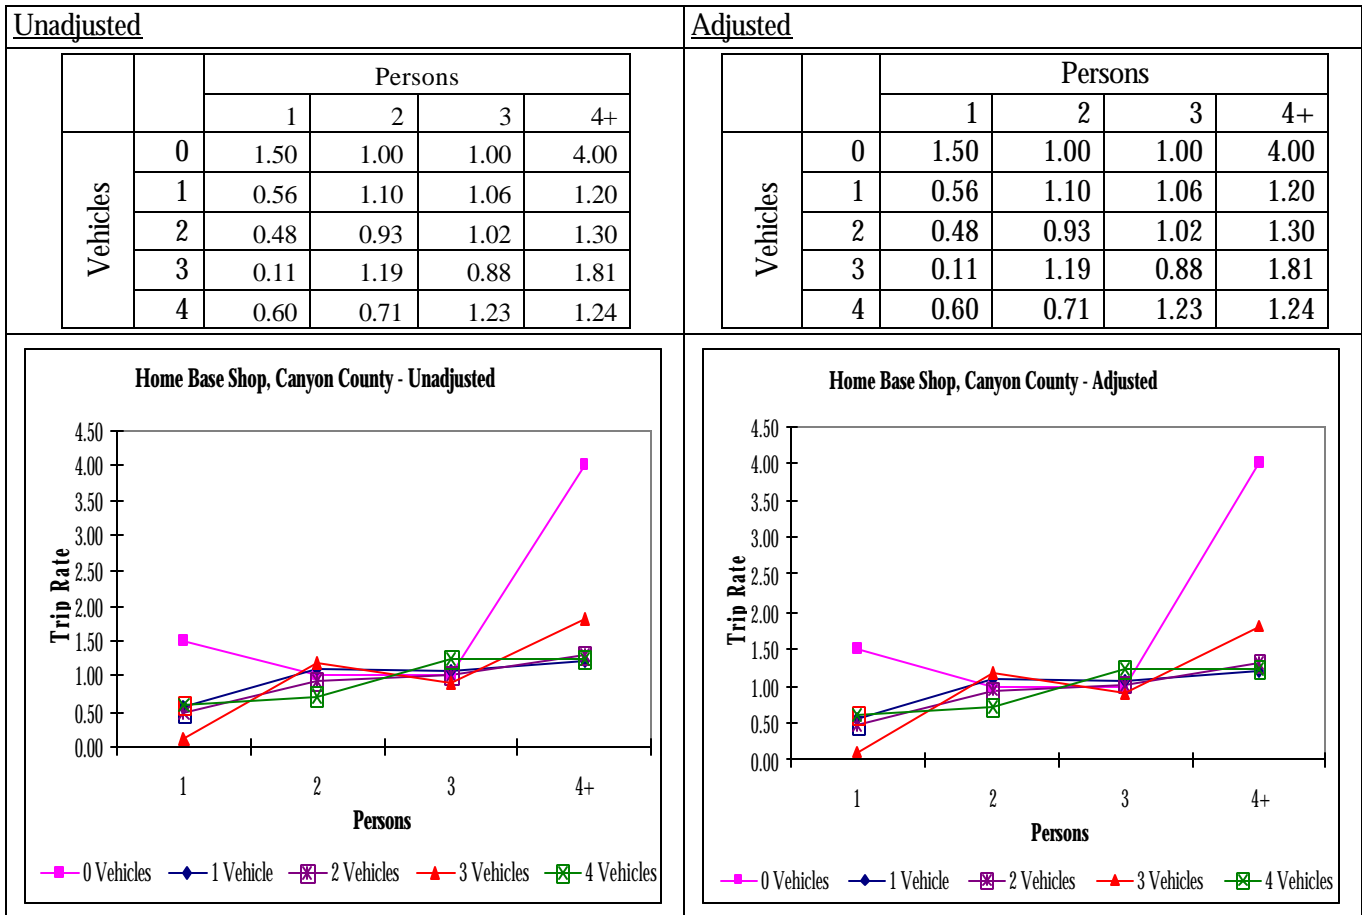 Unadjusted
Persons
1 2 3 4+
Vehicles
0 1.50 1.00 1.00 4.00
1 0.56 1.10 1.06 1.20
2 0.48 0.93 1.02 1.30
3 0.11 1.19 0.88 1.81
4 0.60 0.71 1.23 1.24
Adjusted
Persons
1 2 3 4+
Vehicles
0 1.50 1.00 1.00 4.00
1 0.56 1.10 1.06 1.20
2 0.48 0.93 1.02 1.30
3 0.11 1.19 0.88 1.81
4 0.60 0.71 1.23 1.24
Home Base Shop, Canyon County - Unadjusted
Trip Rate
4.50
4.00
3.50
3.00
2.50
2.00
1.50
1.00
0.50
0.00
1 2 3 4+
Persons
0 Vehicles 1 Vehicle 2 Vehicles 3 Vehicles 4 Vehicles
Home Base Shop, Canyon County - Adjusted
Trip Rate
4.50
4.00
3.50
3.00
2.50
2.00
1.50
1.00
0.50
0.00
1 2 3 4+
Persons
0 Vehicles 1 Vehicle 2 Vehicles 3 Vehicles 4 Vehicles